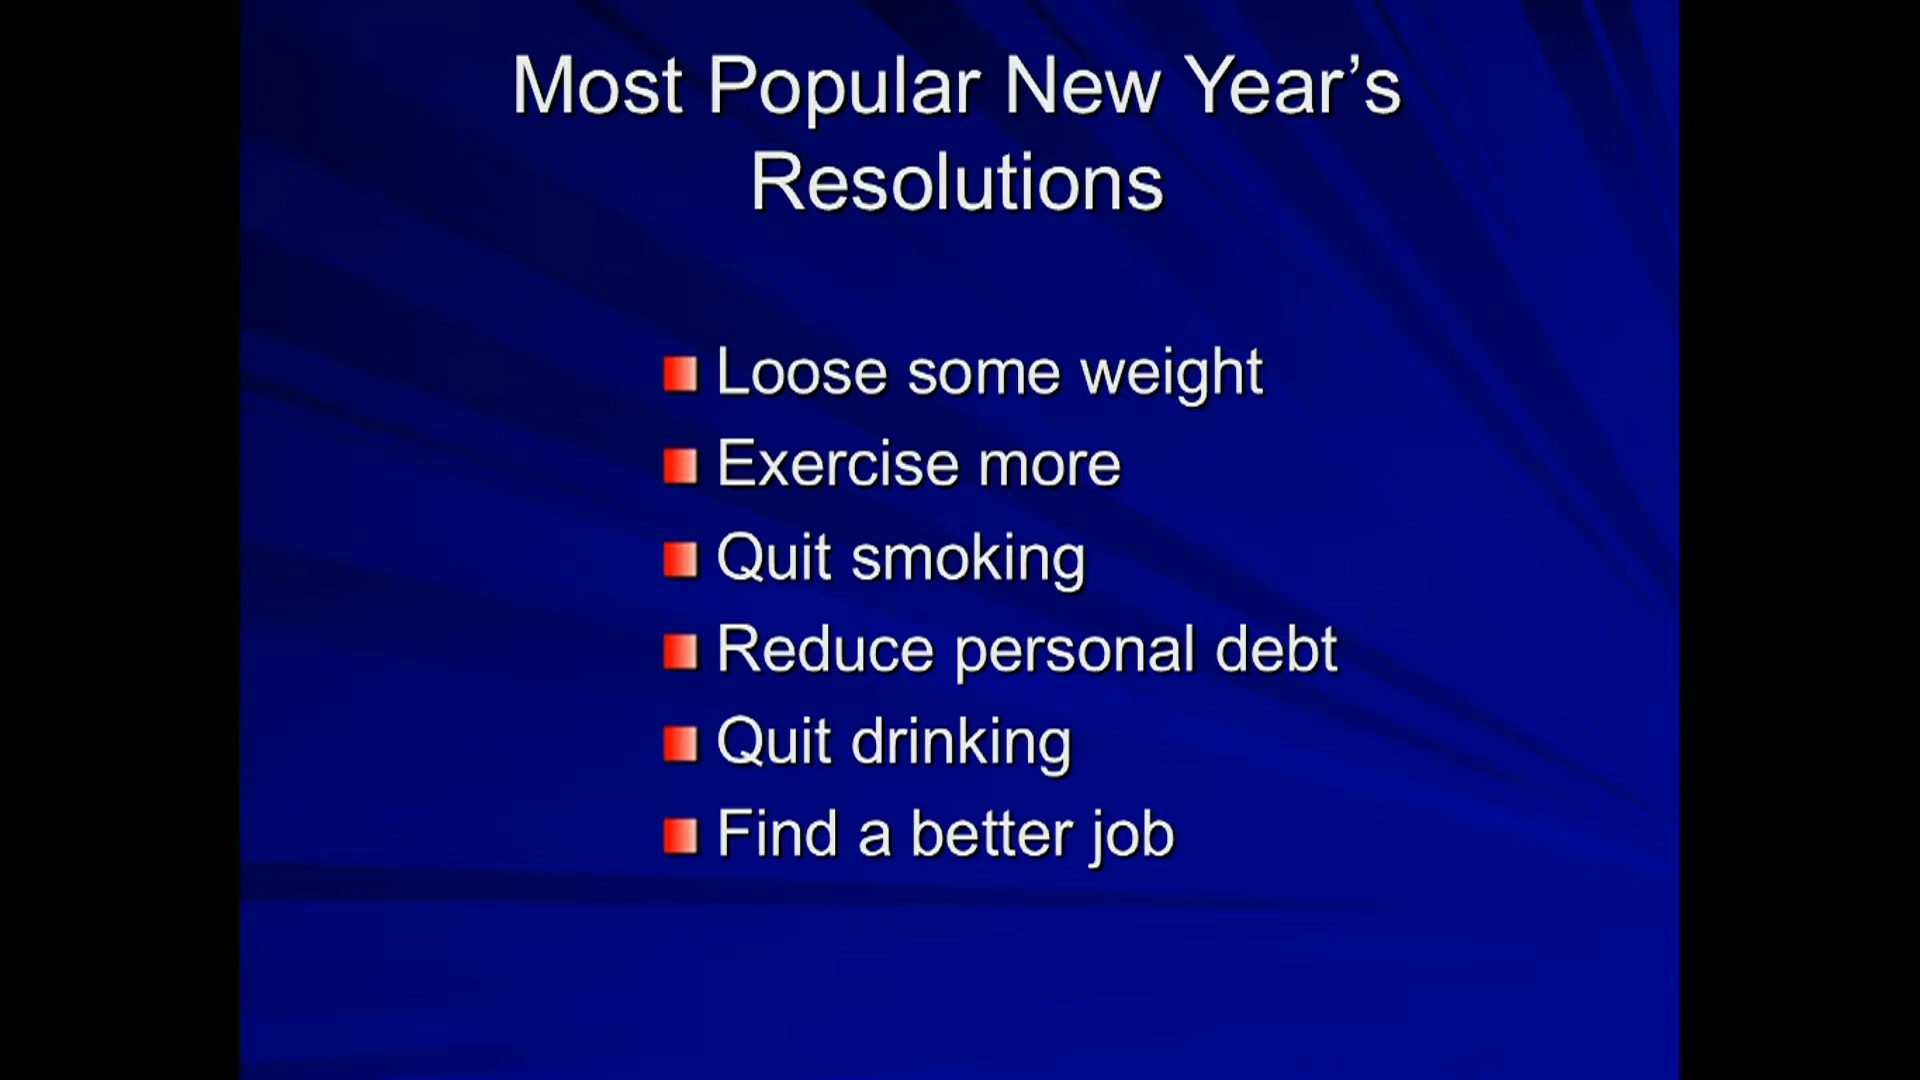 Most Popular New Year’s
Resolutions
Loose some weight
Exercise more
Quit smoking
Reduce personal debt
Quit drinking
Find a better job